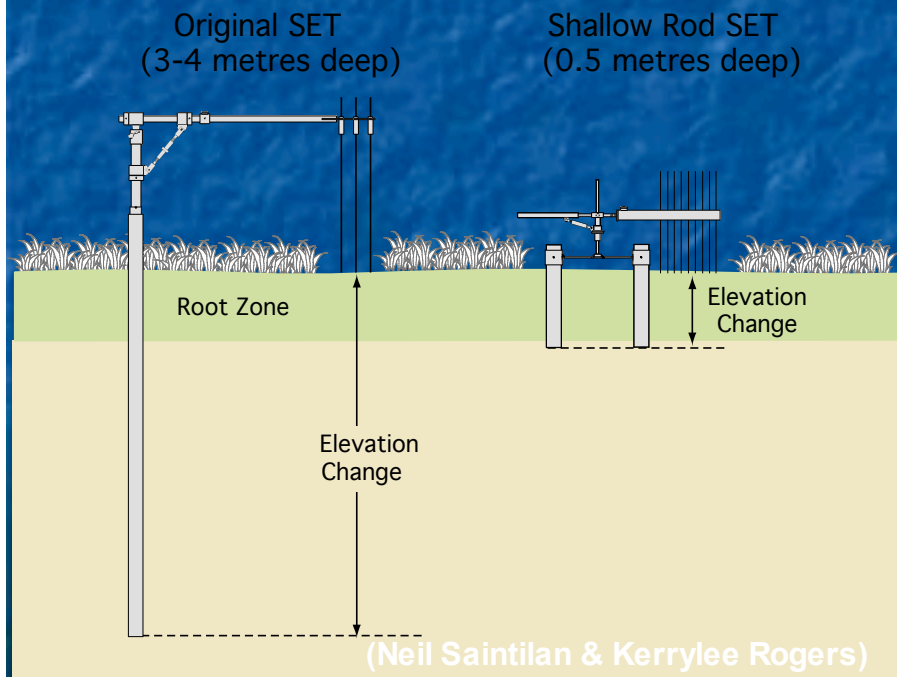 Original SET
(3-4 metres deep)
Shallow Rod SET
(0.5 metres deep)
Root Zone
Elevation
Change
Elevation
Change
(Neil Saintilan & Kerrylee Rogers)